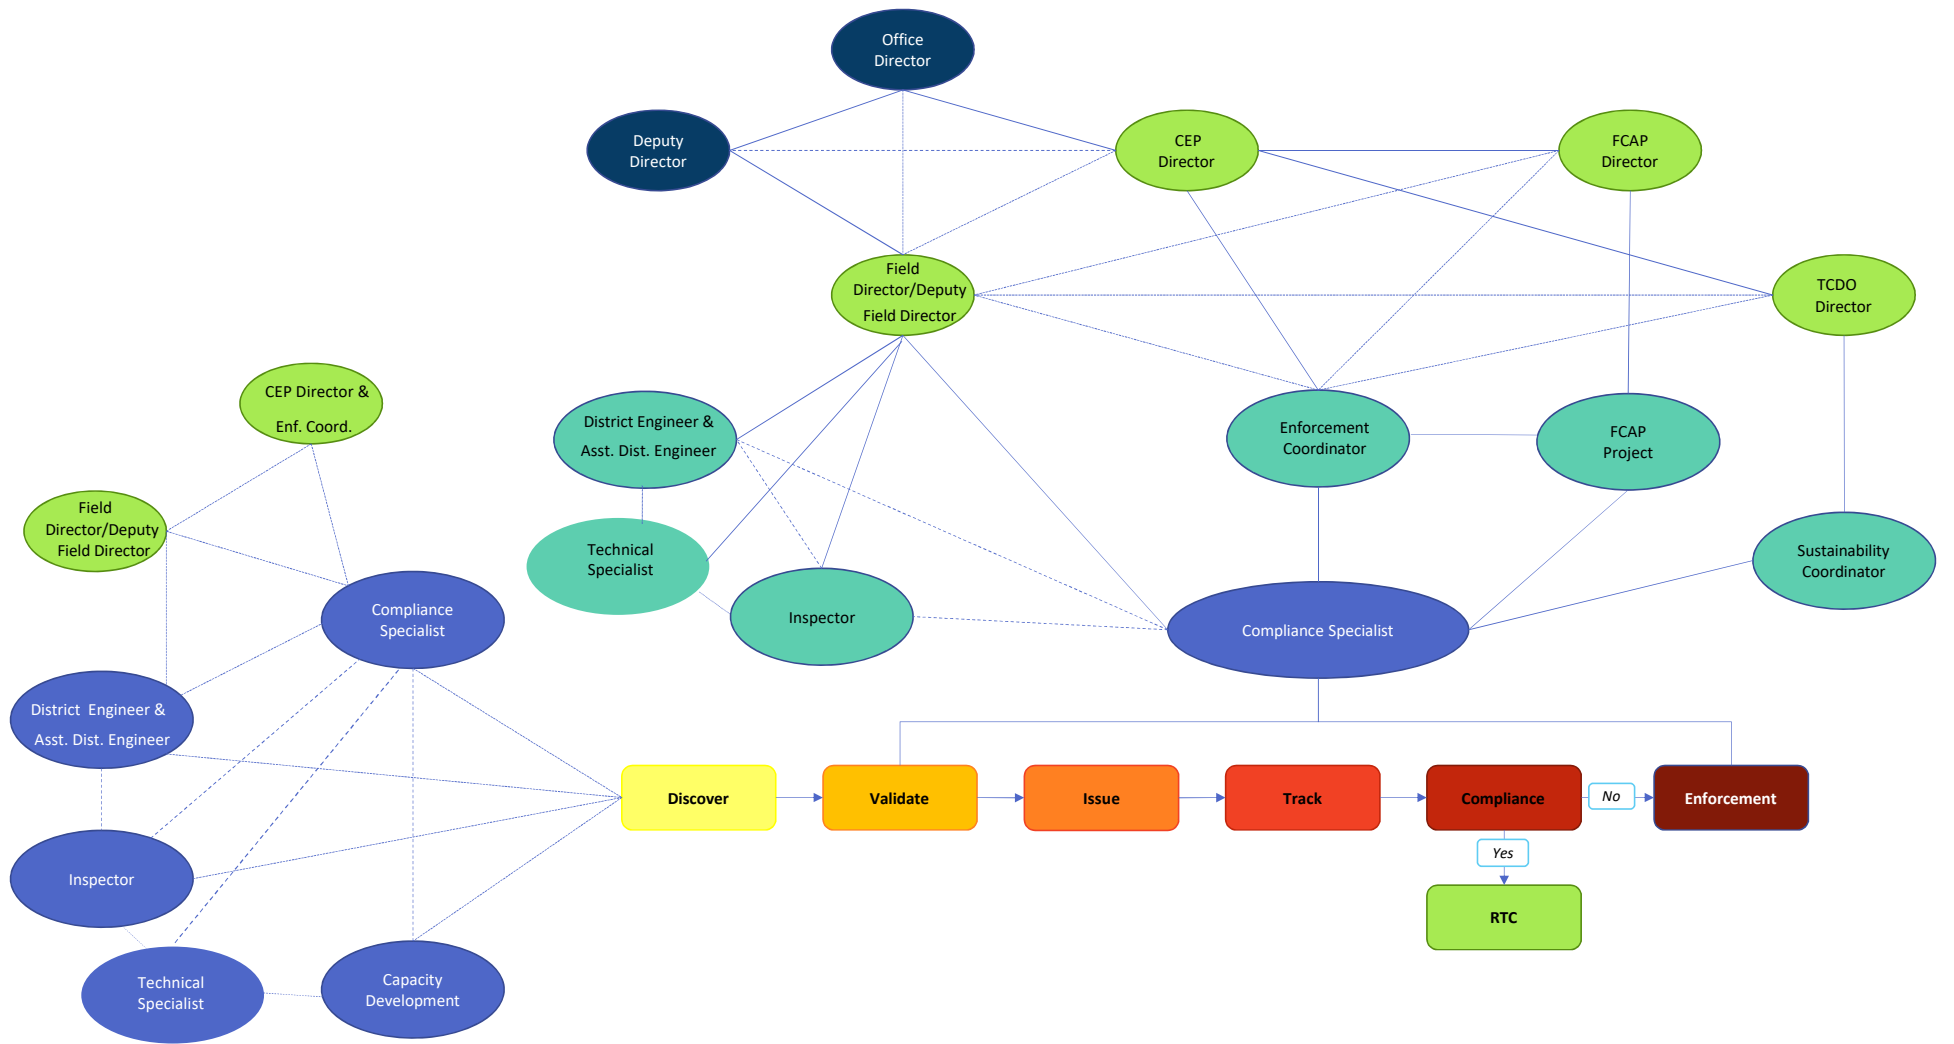 Office
Director
Deputy
Director
CEP
Director
FCAP
Director
Field
Director/Deputy
Field Director
TCDO
Director
CEP Director &
Enf. Coord.
District Engineer &
Asst. Dist. Engineer
Enforcement
Coordinator
FCAP
Project
Field
Director/Deputy
Field Director
Technical
Specialist
Inspector
Sustainability
Coordinator
Compliance
Specialist
Compliance Specialist
District Engineer &
Asst. Dist. Engineer
Discover
Validate
Issue
Track
Compliance
No
Enforcement
Yes
Inspector
RTC
Technical
Specialist
Capacity
Development